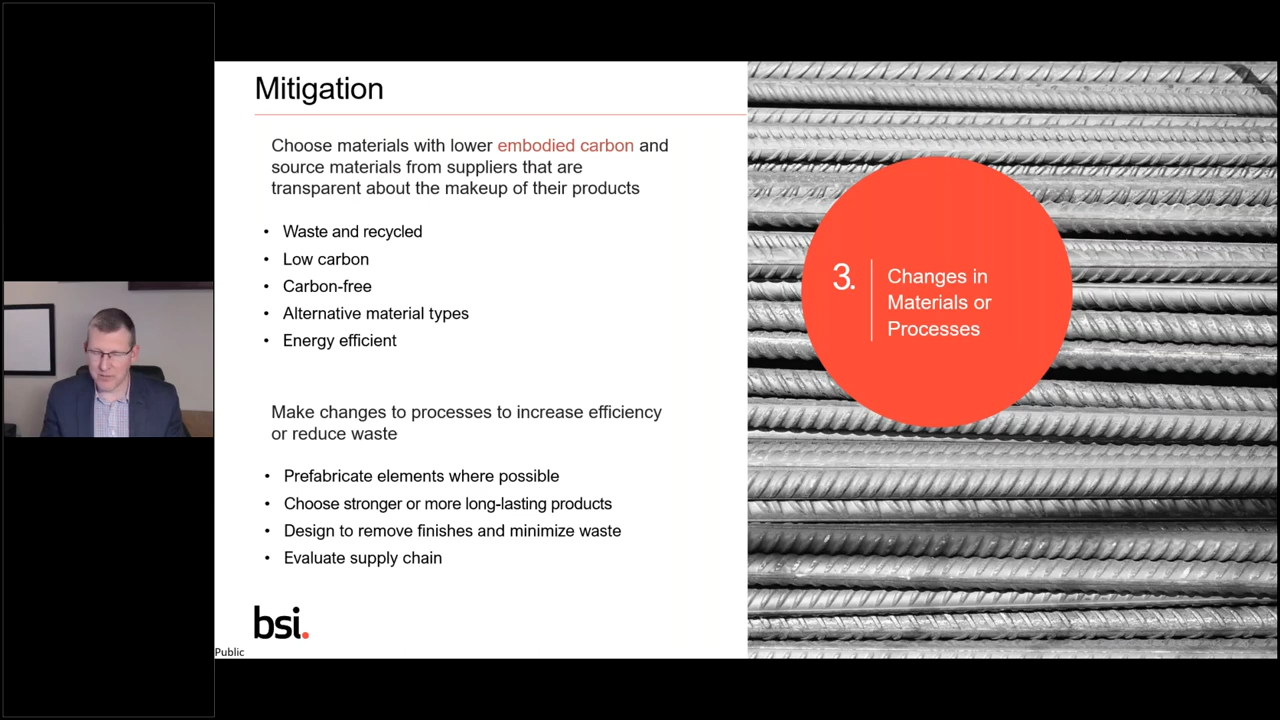 Mitigation
Choose materials with lower embodied carbon and
source materials from suppliers that are
transparent about the makeup of their products
• Waste and recycled
• Low carbon
• Carbon-free
• Alternative material types
• Energy efficient
Make changes to processes to increase efficiency
or reduce waste
• Prefabricate elements where possible
• Choose stronger or more long-lasting products
• Design to remove finishes and minimize waste
• Evaluate supply chain
bsi.
Public
3.
Changes in
Materials or
Processes